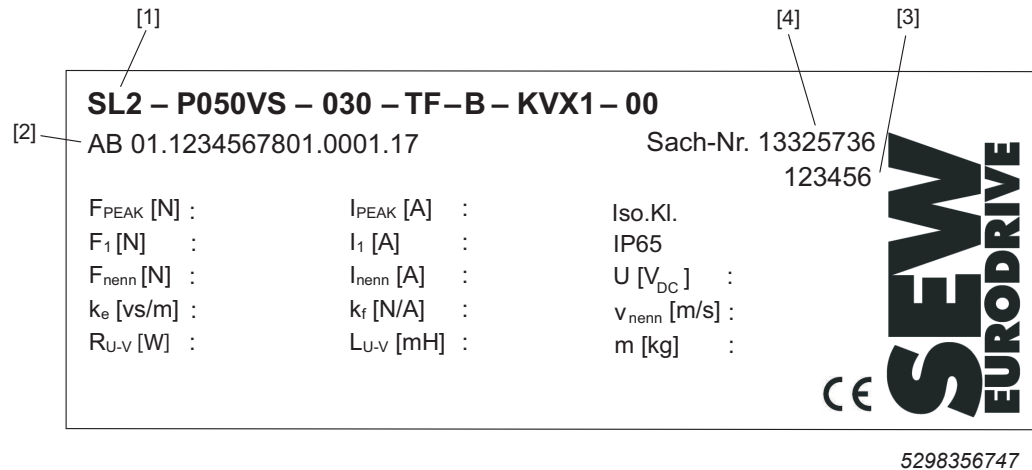 [1] [4] [3]
SL2 – P050VS – 030 – TF–B – KVX1 – 00
[2] AB 01.1234567801.0001.17 Sach-Nr. 13325736
123456
FPEAK [N] : IPEAK [A] : Iso.Kl.
F1 [N] : I1 [A] : IP65
Fnenn [N] : Inenn [A] : U [VDC ] :
ke [vs/m] : kf [N/A] : vnenn [m/s] :
RU-V [W] : LU-V [mH] : m [kg] :
CE
SEW
EURODRIVE
5298356747